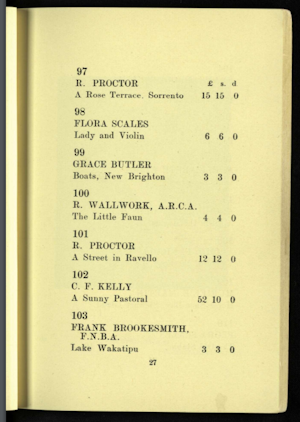 97
R. PROCTOR £ s. d
A Rose Terrace. Sorrento 15 15 0
98
FLORA SCALES
Lady and Violin 6 6 0
99
GRACE BUTLER
Boats, New Brighton 3 3 0
100
R. WALLWORK, A.R.C.A.
The Little Faun 4 4 0
101
R. PROCTOR
A Street in Ravello 12 12 0
102
C. F. KELLY
A Sunny Pastoral 52 10 0
103
FRANK BROOKESMITH,
F.N.B.A.
Lake Wakatipu 3 3 0
27